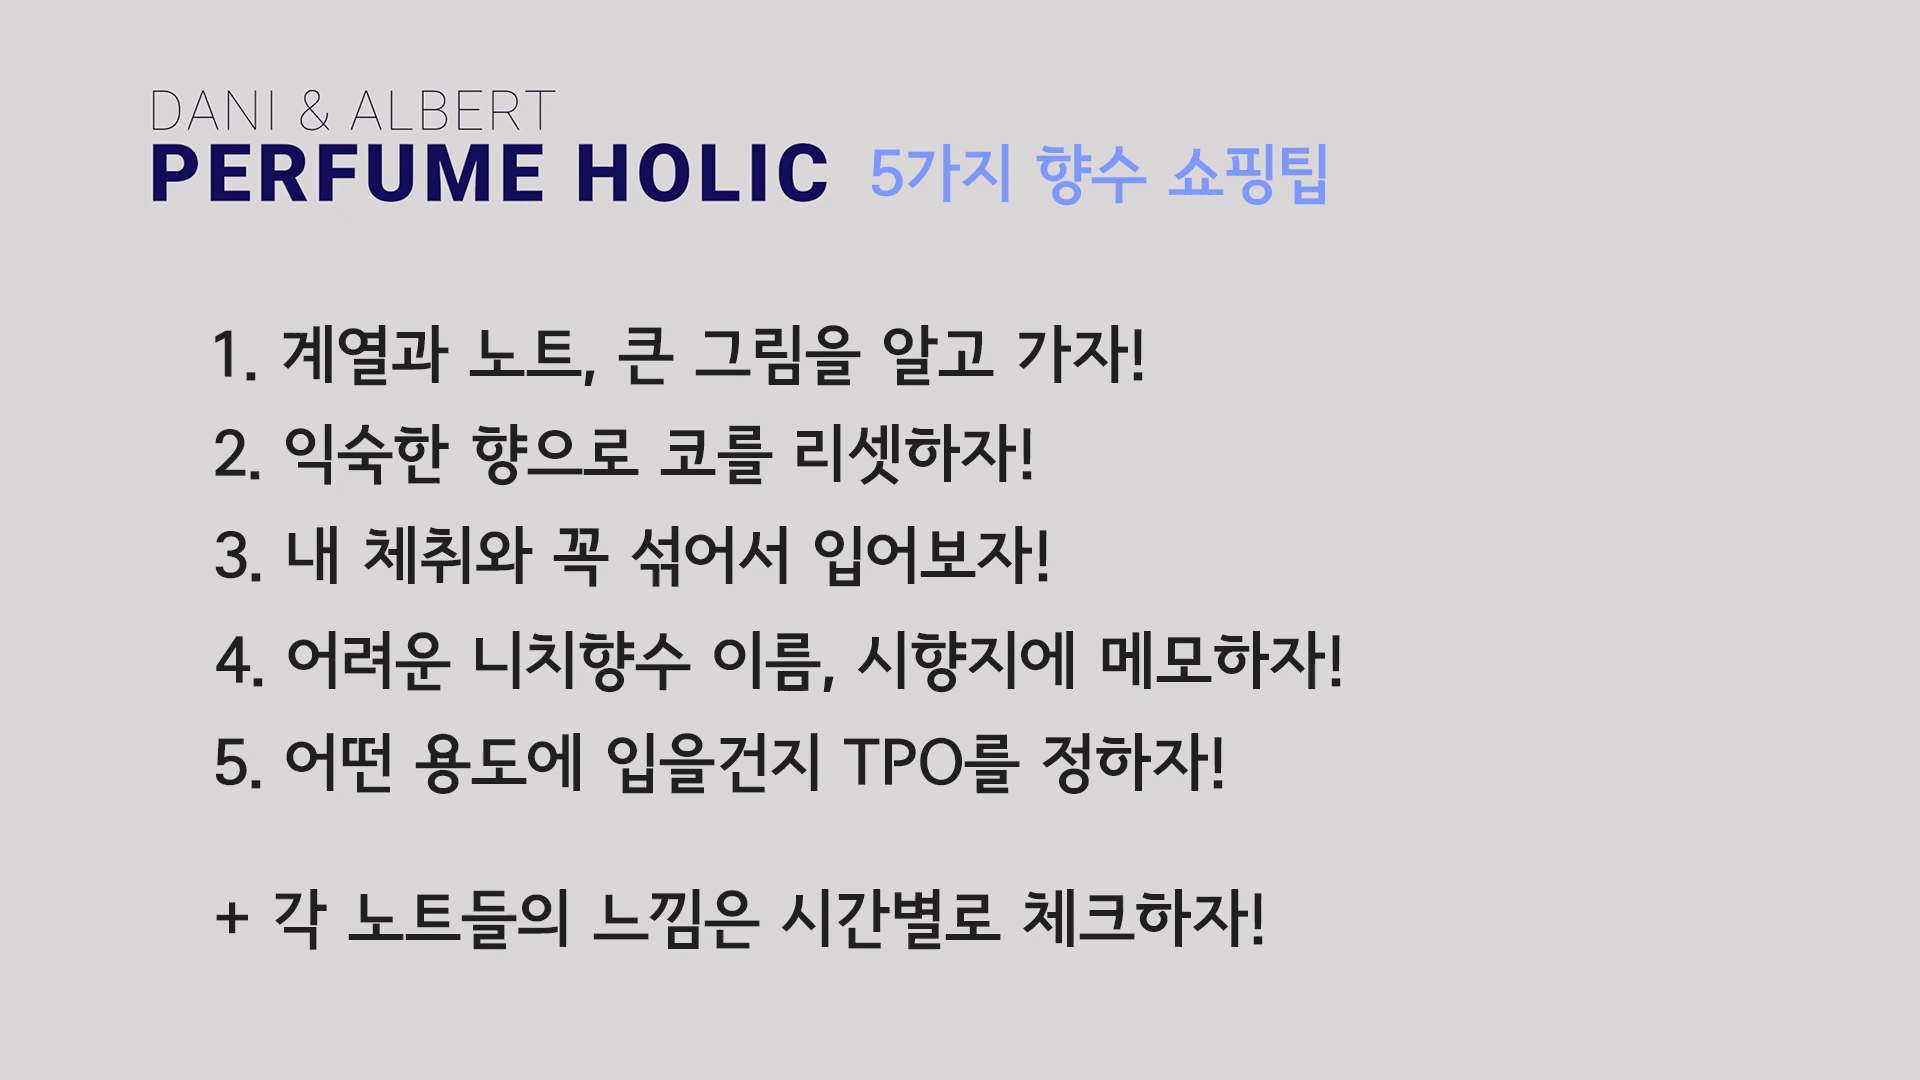 DANI & ALBERT
PERFUME HOLIC 5가지 향수 쇼핑팁
1. 계열과 노트, 큰 그림을 알고 가자!
2. 익숙한 향으로 코를 리셋하자!
3. 내 체취와 꼭 섞어서 입어보자!
4. 어려운 니치향수 이름, 시향지에 메모하자!
5. 어떤 용도에 입을건지 TPO를 정하자!
+ 각 노트들의 느낌은 시간별로 체크하자!